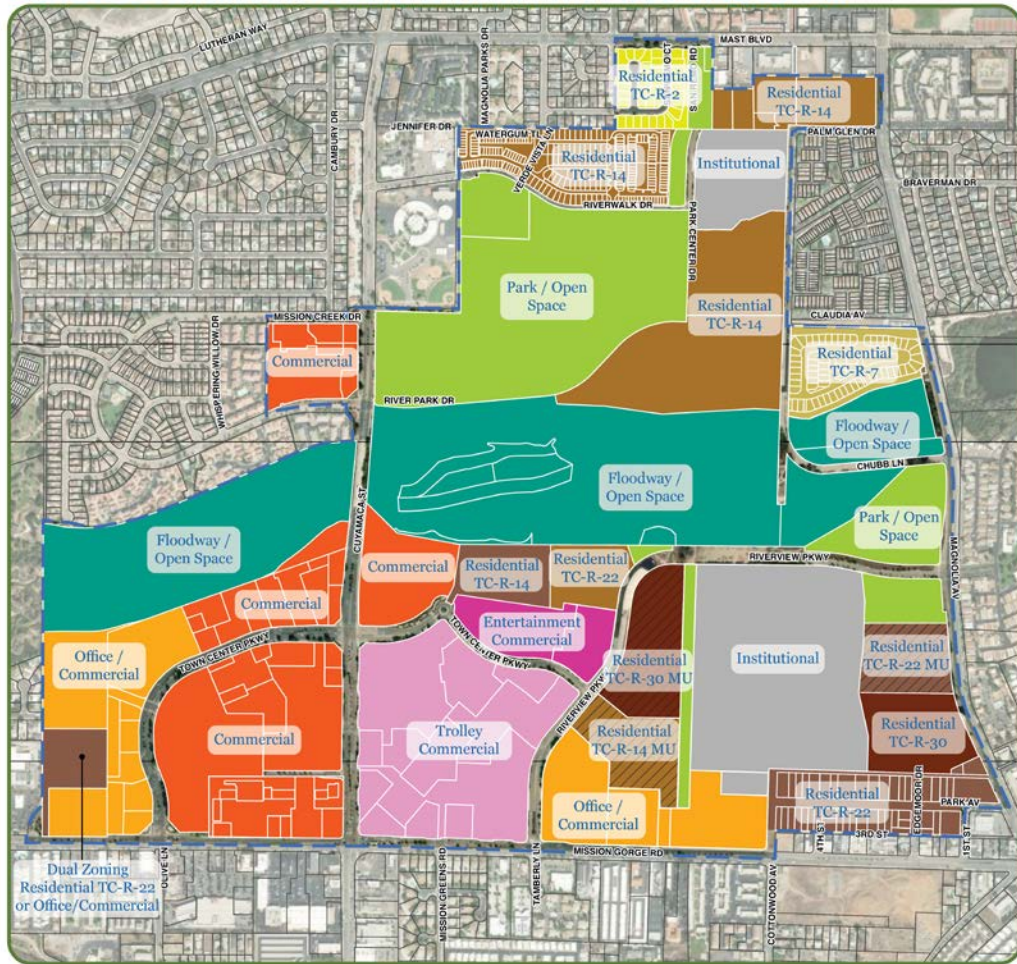 LUTHERAN WAY
MAGNOLIA PARKS DR
MAST BLVD
Residential
TC-R-2
Residential
TC-R-14
CAMBURY DR
JENNIFER DR
WATERGUM TL
VERDE VISTA LN
Residential
TC-R-14
Institutional
PALM GLEN DR
BRAVERMAN DR
RIVERWALK DR
PARK CENTER DR
Park / Open
Space
Residential
TC-R-14
MISSION CREEK DR
CLAUDIA AV
Commercial
Residential
TC-R-7
WHISPERING WILLOW DR
RIVER PARK DR
Floodway /
Open Space
CHUBB LN
Floodway /
Open Space
CUYAMACA ST
Floodway /
Open Space
Park / Open
Space
MAGNOLIA AV
RIVERVIEW PKWY
Commercial
Residential
TC-R-14
Residential
TC-R-22
Commercial
Entertainment
Commercial
TOWN CENTER PKWY
TOWN CENTER PKWY
Office /
Commercial
Residential
TC-R-30 MU
Institutional
Residential
TC-R-22 MU
RIVERVIEW PKWY
Commercial
Trolley
Commercial
Residential
TC-R-14 MU
Residential
TC-R-30
Office /
Commercial
Residential
TC-R-22
EDGEMOOR DR
PARK AV
4TH ST
3RD ST
1ST ST
MISSION GORGE RD
Dual Zoning
Residential TC-R-22
or Office/Commercial
OLIVE LN
MISSION GREENS RD
TAMBERLY LN
COTTONWOOD AV